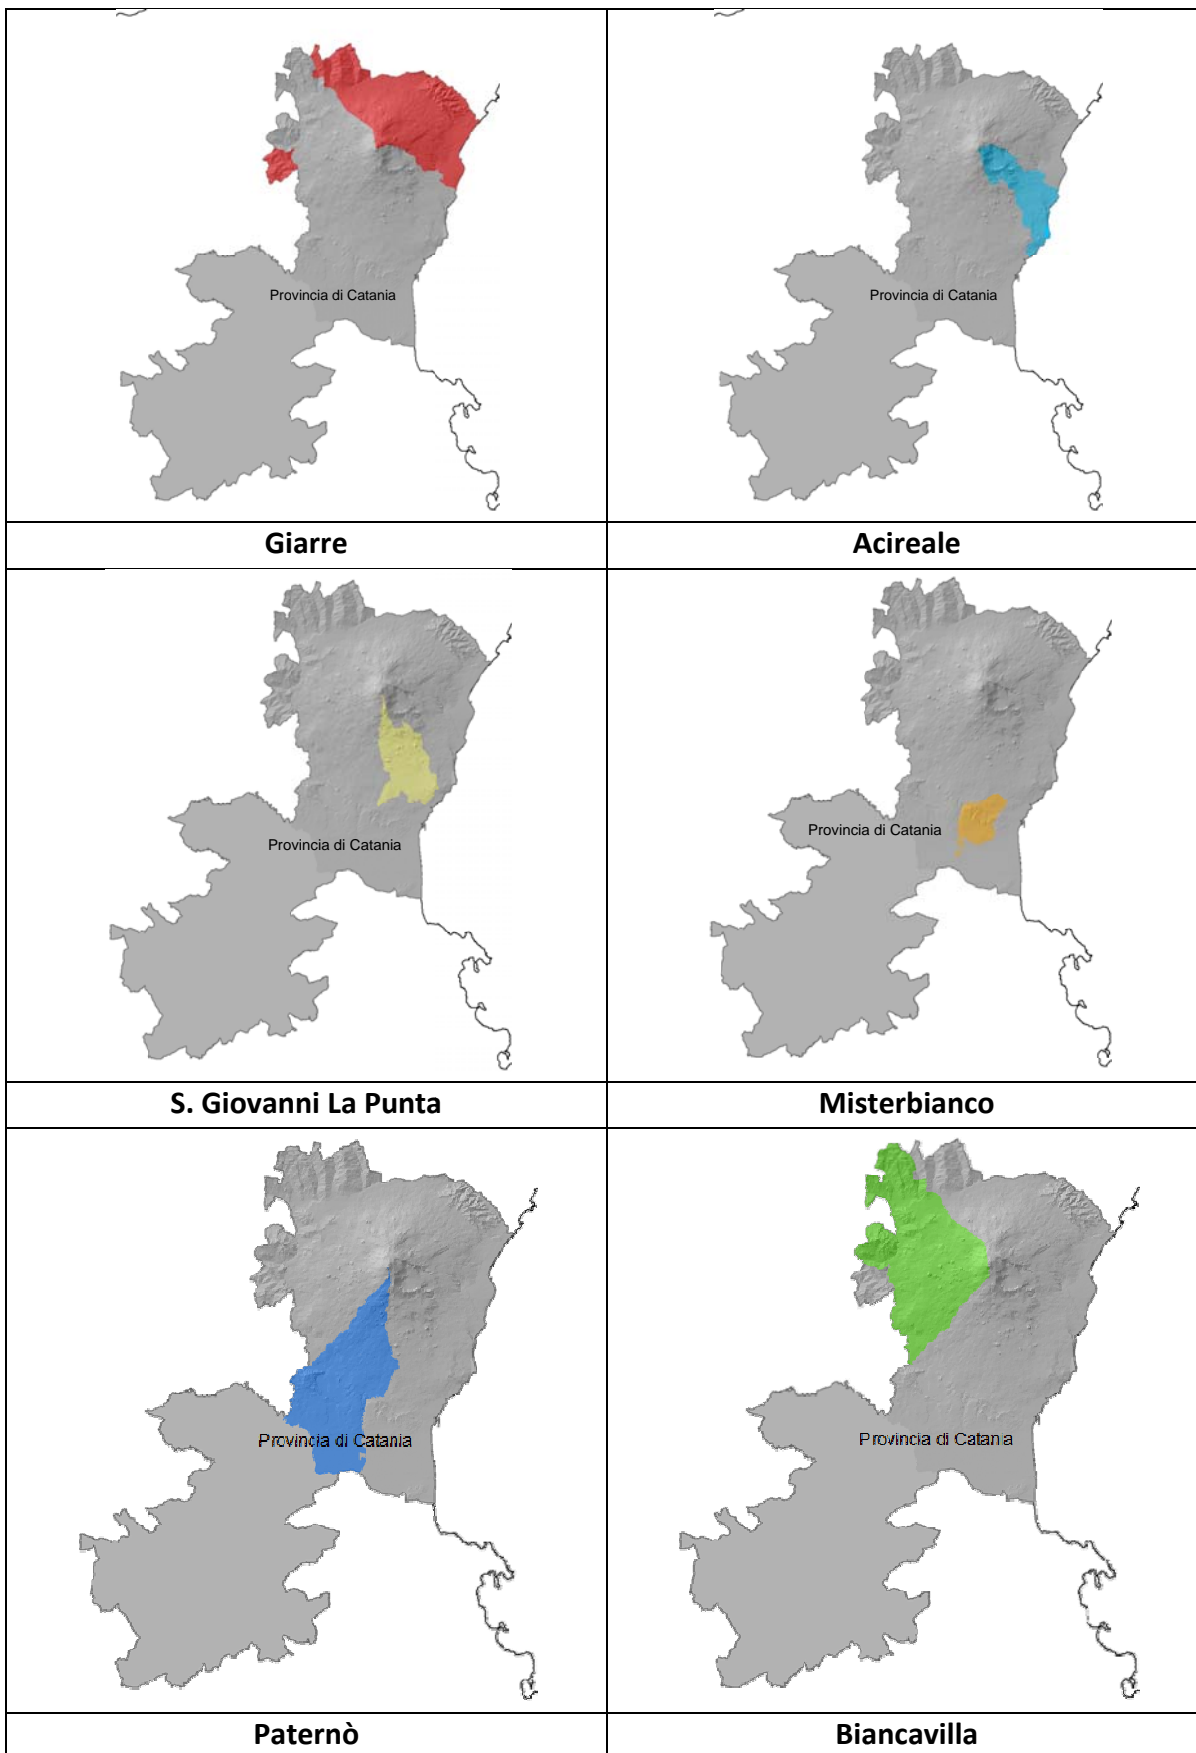 Provincia di Catania
Provincia di Catania
Giarre
Acireale
Provincia di Catania
Provincia di Catania
S. Giovanni La Punta
Misterbianco
Provincia di Catania
Provincia di Catania
Paternò
Biancavilla